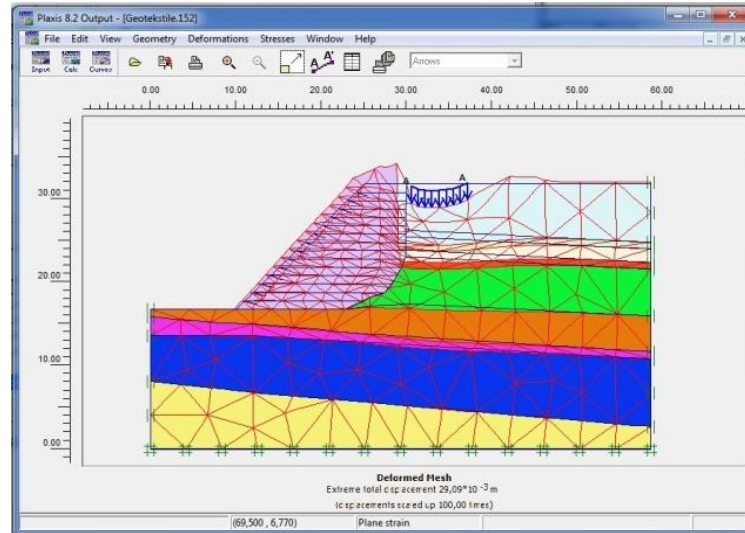 Plaxis 8.2 Output - [Geotekstile.152]
File Edit View Geometry Deformations Stresses Window Help
Input Calc Curves Arrows
0.00 10.00 20.00 30.00 40.00 50.00 60.00
30.00
20.00
10.00
0.00
A A
Deformed Mesh
Extreme total displacement 29,09*10 -3 m
(displacements scaled up 100,00 times)
(69,500 , 6,770) Plane strain